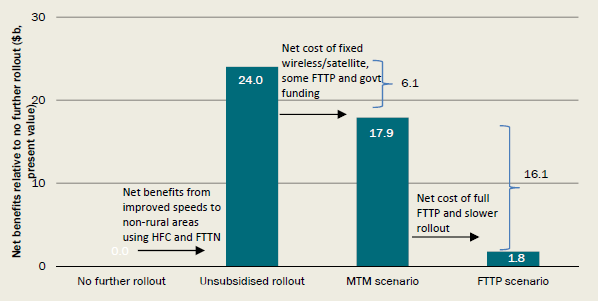 Net benefits relative to no further rollout ($b,
present value)
30
20
10
0
0.0
24.0
17.9
1.8
Net benefits from
improved speeds to
non-rural areas
using HFC and FTTN
Net cost of fixed
wireless/satellite,
some FTTP and govt
funding
6.1
Net cost of full
FTTP and slower
rollout
16.1
No further rollout
Unsubsidised rollout
MTM scenario
FTTP scenario